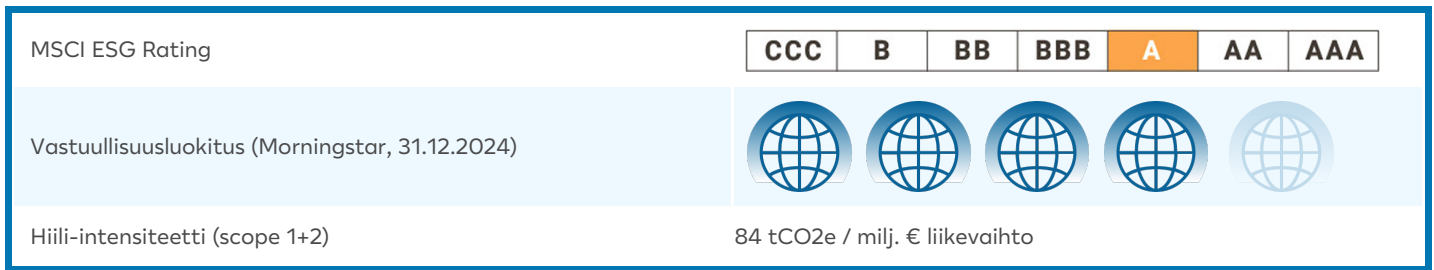 MSCI ESG Rating CCC B BB BBB A AA AAA
Vastuullisuusluokitus (Morningstar, 31.12.2024)
Hiili-intensiteetti (scope 1+2) 84 tCO2e / milj. € liikevaihto